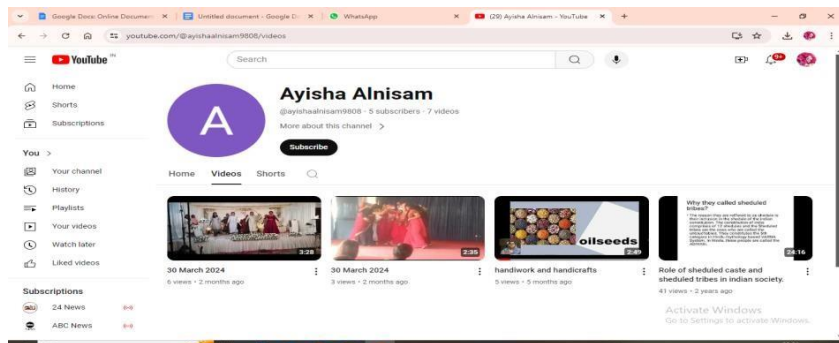 Google Docs: Online Documen
Untitled document - Google D
WhatsApp
(29) Ayisha Alnisam - YouTube
youtube.com/@ayishaalnisam9808/videos
YouTube IN
Search
9+
Home
Shorts
Subscriptions
You >
Your channel
History
Playlists
Your videos
Watch later
Liked videos
Subscriptions
24 News
ABC News
A
Ayisha Alnisam
@ayishaalnisam9808 · 5 subscribers · 7 videos
More about this channel >
Subscribe
Home Videos Shorts
3:28
30 March 2024
6 views • 2 months ago
2:35
30 March 2024
3 views • 2 months ago
oilseeds
2:49
handiwork and handicrafts
5 views • 5 months ago
Why they called sheduled
tribes?
24:16
Role of sheduled caste and
sheduled tribes in indian society.
41 views • 2 years ago
Activate Windows
Go to Settings to activate Windows.